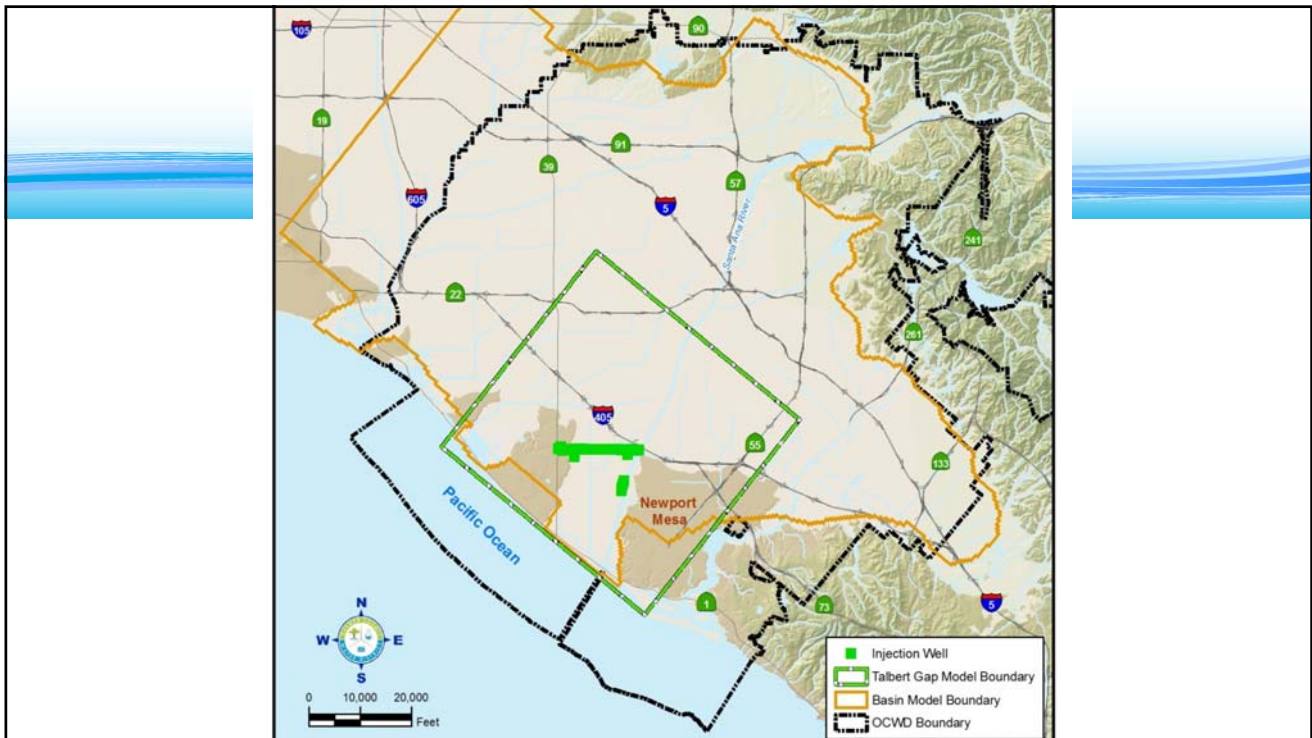 105
90
19
91
39
57
605
5
Santa Ana River
241
22
261
405
55
133
Newport
Mesa
Pacific Ocean
1
73
5
N
W
E
S
0
10,000
20,000
Feet
Injection Well
Talbert Gap Model Boundary
Basin Model Boundary
OCWD Boundary